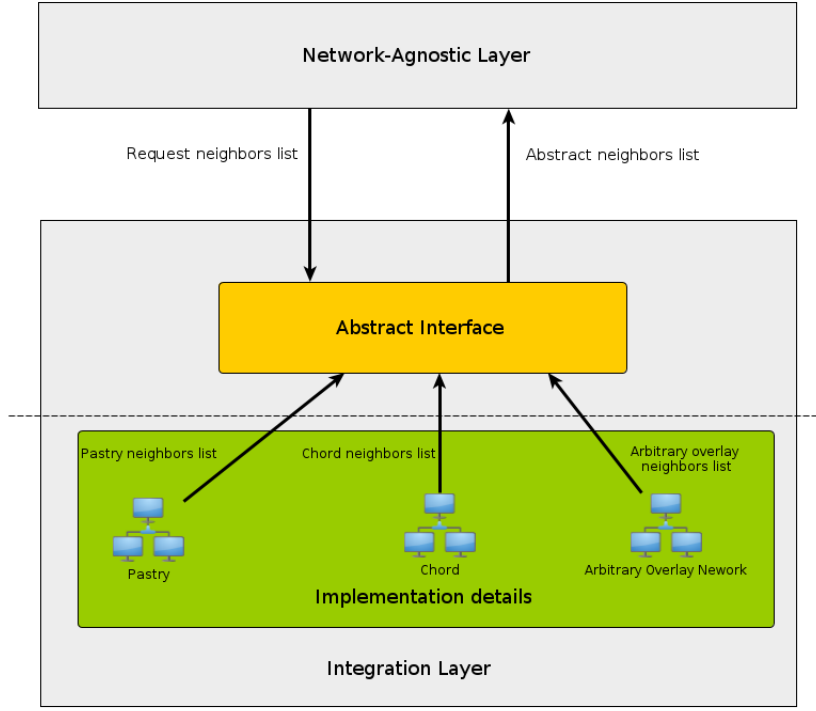 Network-Agnostic Layer
Request neighbors list
Abstract neighbors list
Abstract Interface
Pastry neighbors list
Chord neighbors list
Arbitrary overlay
neighbors list
Pastry
Chord
Arbitrary Overlay Nework
Implementation details
Integration Layer